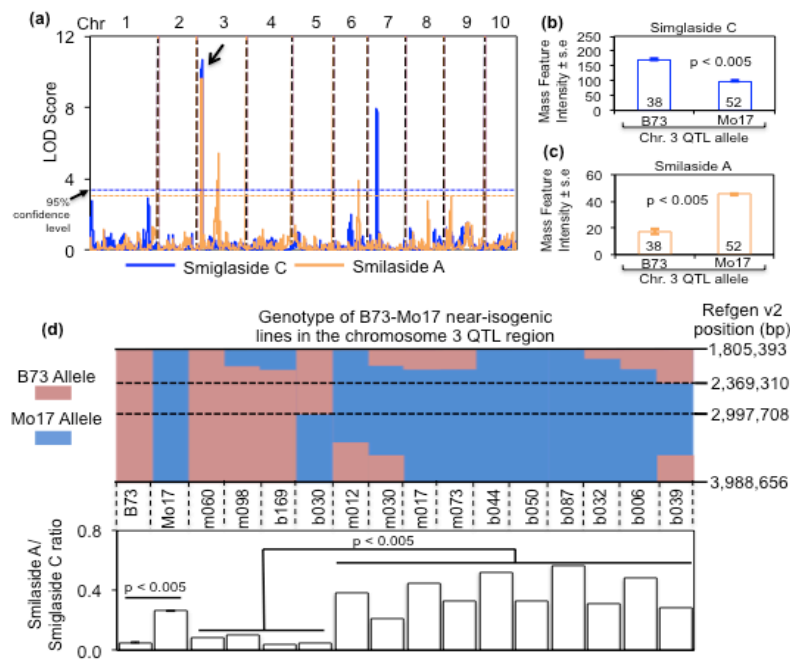 (a)
Chr 1 2 3 4 5 6 7 8 9 10
12
8
4
0
LOD Score
95%
confidence
level
Smiglaside C
Smilaside A
(b)
Simglaside C
Mass Feature
Intensity ± s.e
250
200
150
100
50
0
p < 0.005
38 52
B73 Mo17
Chr. 3 QTL allele
(c)
Smilaside A
Mass Feature
Intensity ± s.e
60
40
20
0
p < 0.005
38 52
B73 Mo17
Chr. 3 QTL allele
(d)
Genotype of B73-Mo17 near-isogenic
lines in the chromosome 3 QTL region
Refgen v2
position (bp)
1,805,393
2,369,310
2,997,708
3,988,656
B73 Allele
Mo17 Allele
B73 Mo17 m060 m098 b169 b030 m012 m030 m017 m073 b044 b050 b087 b032 b006 b039
Smilaside A/
Smiglaside C ratio
0.8
0.4
0.0
p < 0.005
p < 0.005